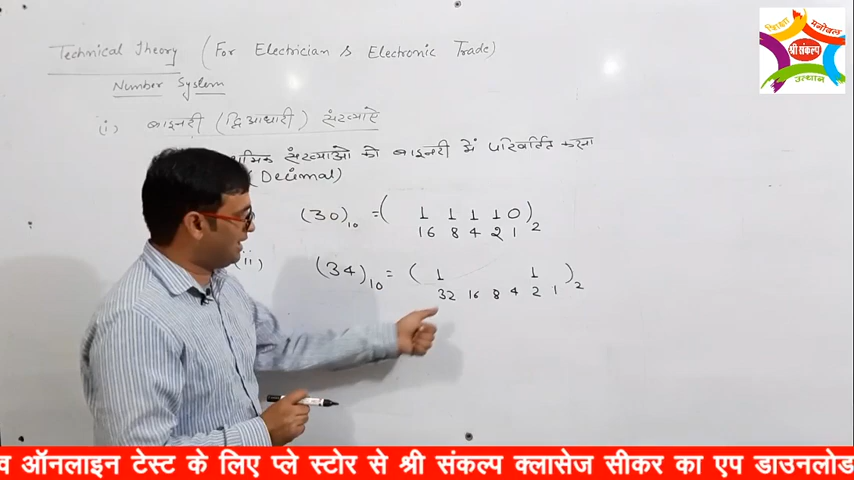 Technical Theory (For Electrician & Electronic Trade)
Number System
(i) बाइनरी (द्विआधारी) संख्याऐ
संख्याओ को बाइनरी में परिवर्तित करना
(Decimal)
(30)10 = ( 1 1 1 1 0 )2
16 8 4 2 1
(ii) (34)10 = ( 1 1 )2
32 16 8 4 2 1
शिक्षा मनोबल
श्री संकल्प
उत्थान
व ऑनलाइन टेस्ट के लिए प्ले स्टोर से श्री संकल्प क्लासेज सीकर का एप डाउनलोड